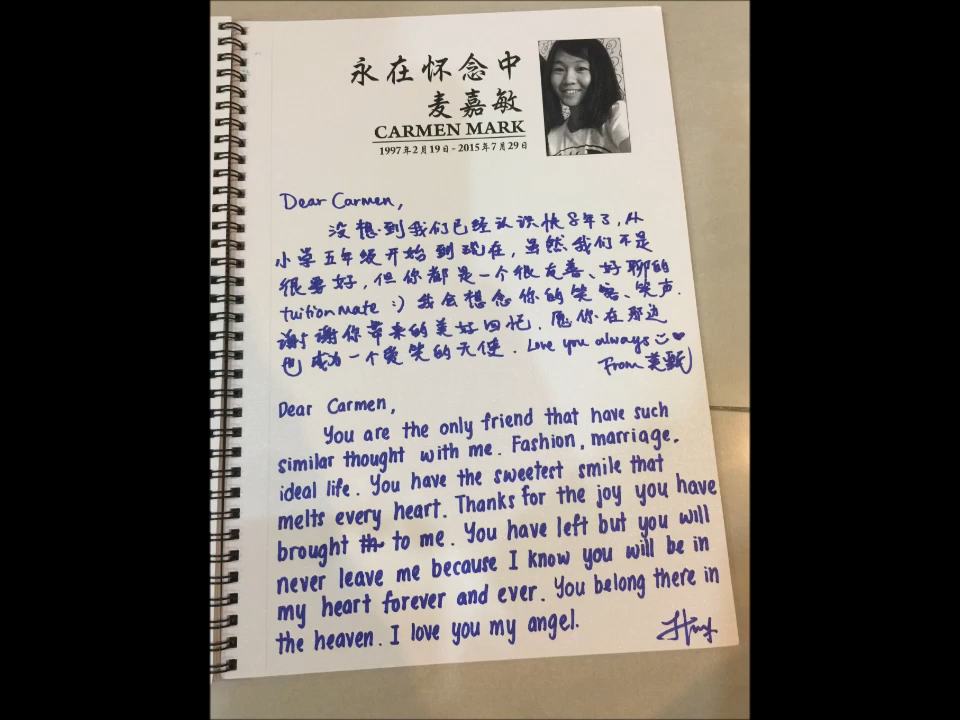 永在怀念中
麦嘉敏
CARMEN MARK
1997年2月19日 - 2015年7月29日
Dear Carmen,
没想到我们已经认识快8年了,从
小学五年级开始到现在,虽然我们不是
很要好,但你都是一个很友善、好聊的
tuition mate :) 我会想念你的笑容、笑声.
谢谢你带来的美好回忆.愿你在那边
也成为一个爱笑的天使. Love you always
From 美甄
Dear Carmen,
You are the only friend that have such
similar thought with me. Fashion, marriage,
ideal life. You have the sweetest smile that
melts every heart. Thanks for the joy you have
brought to me. You have left but you will
never leave me because I know you will be in
my heart forever and ever. You belong there in
the heaven. I love you my angel.